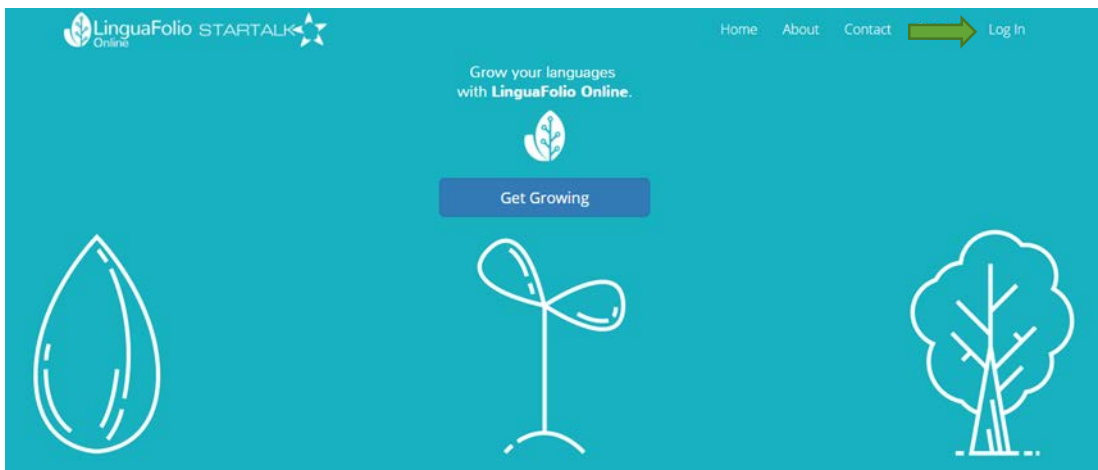 LinguaFolio STARTALK
Online
Home About Contact Log In
Grow your languages
with LinguaFolio Online.
Get Growing